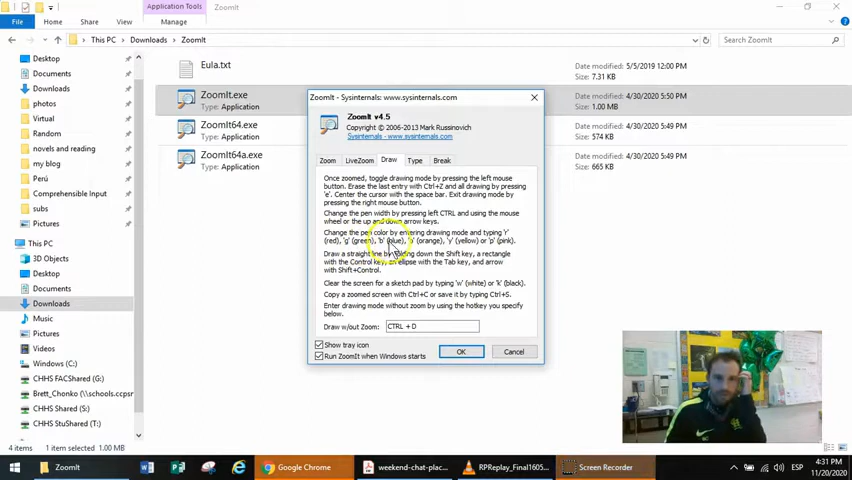 Application Tools
ZoomIt
File
Home
Share
View
Manage
This PC
Downloads
ZoomIt
Search ZoomIt
Desktop
Documents
Downloads
photos
Virtual
Random
novels and reading
my blog
Perú
Comprehensible Input
subs
Pictures
This PC
3D Objects
Desktop
Documents
Downloads
Music
Pictures
Videos
Windows (C:)
CHHS FACShared (G:)
Brett_Chonko (\\schools.ccpsr
CHHS FACShared (S:)
CHHS StuShared (T:)
Eula.txt
Date modified: 5/5/2019 12:00 PM
Size: 7.31 KB
ZoomIt.exe
Type: Application
Date modified: 4/30/2020 5:50 PM
Size: 1.00 MB
ZoomIt64.exe
Type: Application
Date modified: 4/30/2020 5:49 PM
Size: 574 KB
ZoomIt64a.exe
Type: Application
Date modified: 4/30/2020 5:49 PM
Size: 665 KB
ZoomIt - Sysinternals: www.sysinternals.com
ZoomIt v4.5
Copyright © 2006-2013 Mark Russinovich
Sysinternals - www.sysinternals.com
Zoom
LiveZoom
Draw
Type
Break
Once zoomed, toggle drawing mode by pressing the left mouse
button. Erase the last entry with Ctrl+Z and all drawing by pressing
'e'. Center the cursor with the space bar. Exit drawing mode by
pressing the right mouse button.
Change the pen width by pressing left CTRL and using the mouse
wheel or the up and down arrow keys.
Change the pen color by entering drawing mode and typing 'r'
(red), 'g' (green), 'b' (blue), 'o' (orange), 'y' (yellow) or 'p' (pink).
Draw a straight line by holding down the Shift key, a rectangle
with the Control key, an ellipse with the Tab key, and arrow
with Shift+Control.
Clear the screen for a sketch pad by typing 'w' (white) or 'k' (black).
Copy a zoomed screen with Ctrl+C or save it by typing Ctrl+S.
Enter drawing mode without zoom by using the hotkey you specify
below.
Draw w/out Zoom:
CTRL + D
Show tray icon
Run ZoomIt when Windows starts
OK
Cancel
4 items
1 item selected 1.00 MB
ZoomIt
Google Chrome
weekend-chat-plac...
RPReplay_Final1605...
Screen Recorder
ESP
4:31 PM
11/20/2020